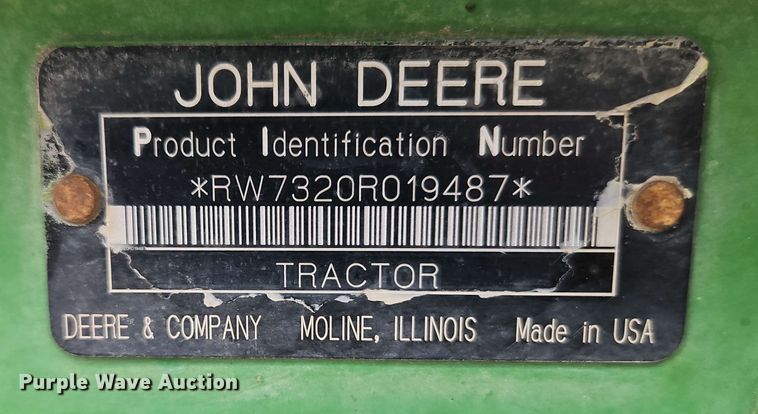 JOHN DEERE
Product Identification Number
*RW7320R019487*
TRACTOR
DEERE & COMPANY MOLINE, ILLINOIS Made in USA
Purple Wave Auction